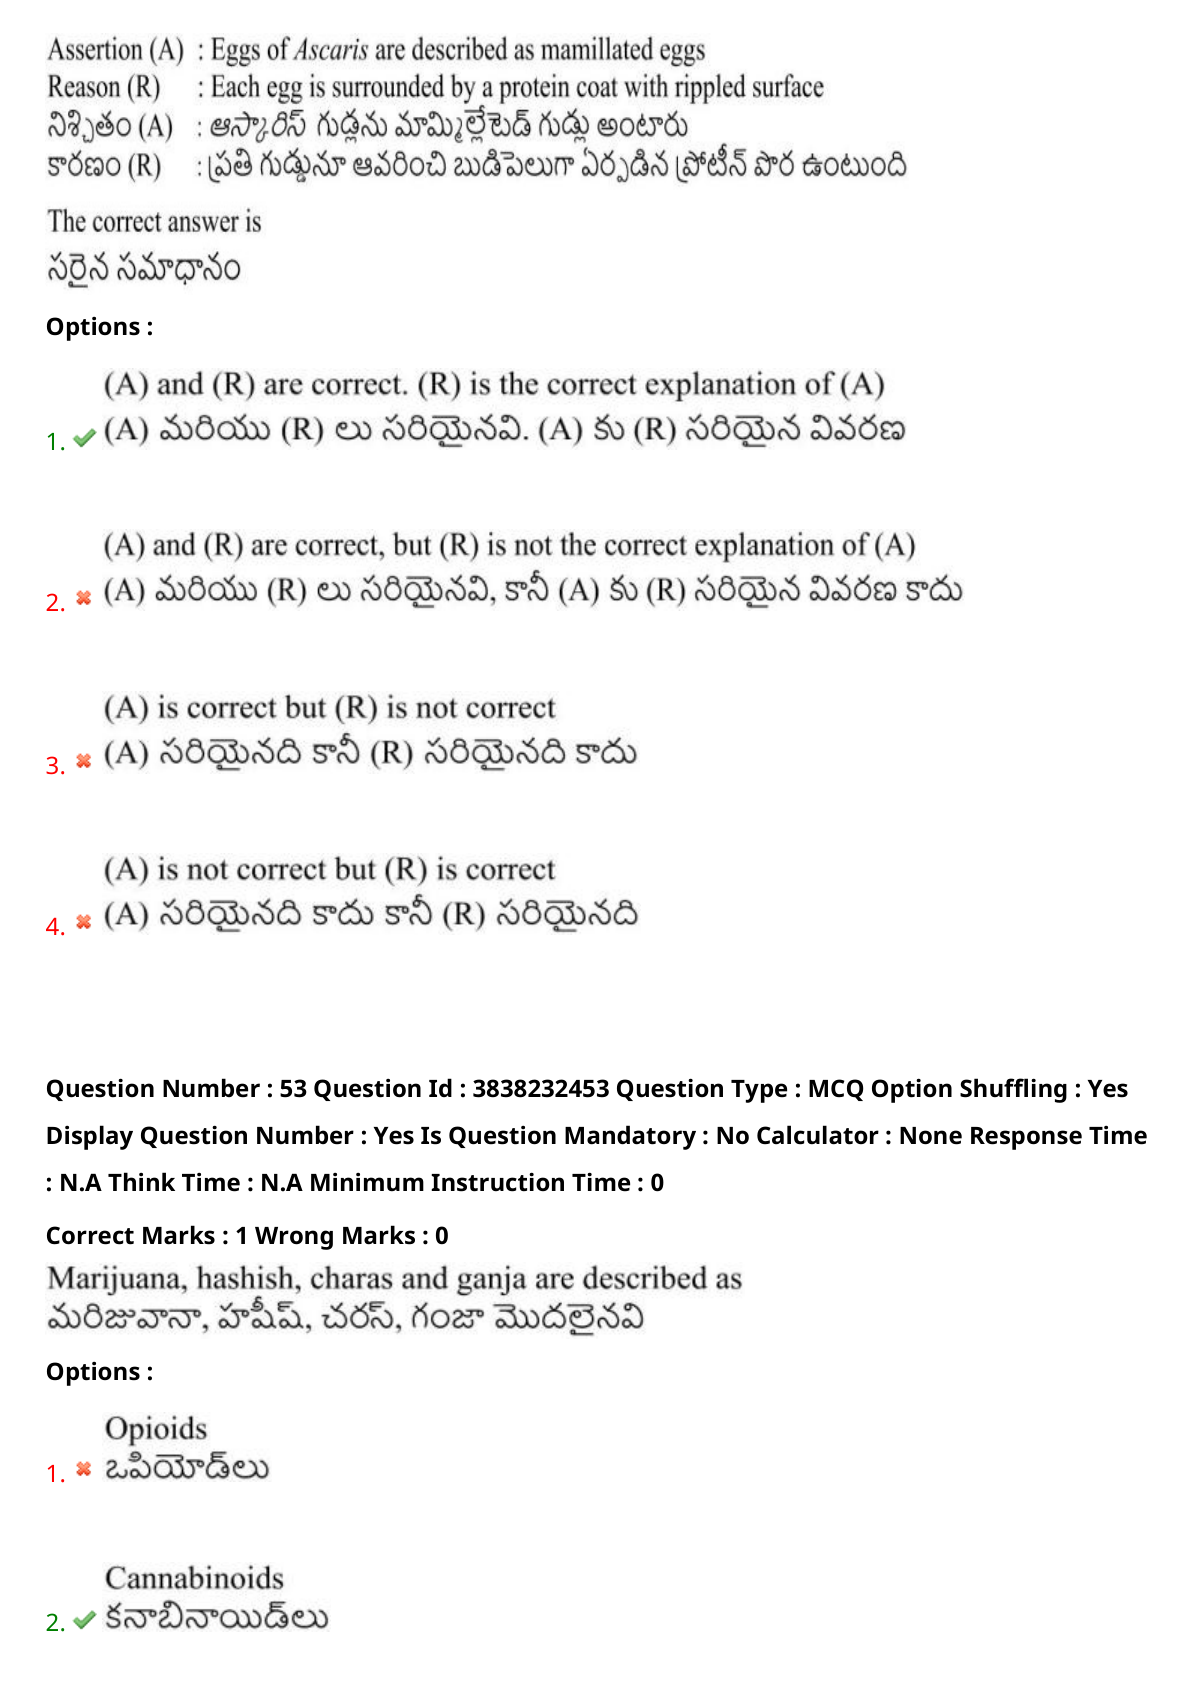 Assertion (A) : Eggs of Ascaris are described as mamillated eggs
Reason (R) : Each egg is surrounded by a protein coat with rippled surface
నిశ్చితం (A) : ఆస్కారిస్ గుడ్లను మామ్మిల్లేటెడ్ గుడ్లు అంటారు
కారణం (R) : ప్రతి గుడ్డునూ ఆవరించి బుడిపెలుగా ఏర్పడిన ప్రోటీన్ పొర ఉంటుంది
The correct answer is
సరైన సమాధానం
Options :
(A) and (R) are correct. (R) is the correct explanation of (A)
1. (A) మరియు (R) లు సరియైనవి. (A) కు (R) సరియైన వివరణ
(A) and (R) are correct, but (R) is not the correct explanation of (A)
2. (A) మరియు (R) లు సరియైనవి, కానీ (A) కు (R) సరియైన వివరణ కాదు
(A) is correct but (R) is not correct
3. (A) సరియైనది కానీ (R) సరియైనది కాదు
(A) is not correct but (R) is correct
4. (A) సరియైనది కాదు కానీ (R) సరియైనది
Question Number : 53 Question Id : 3838232453 Question Type : MCQ Option Shuffling : Yes
Display Question Number : Yes Is Question Mandatory : No Calculator : None Response Time
: N.A Think Time : N.A Minimum Instruction Time : 0
Correct Marks : 1 Wrong Marks : 0
Marijuana, hashish, charas and ganja are described as
మరిజువానా, హషీష్, చరస్, గంజా మొదలైనవి
Options :
Opioids
1. ఒపియోడ్‌లు
Cannabinoids
2. కనాబినాయిడ్‌లు